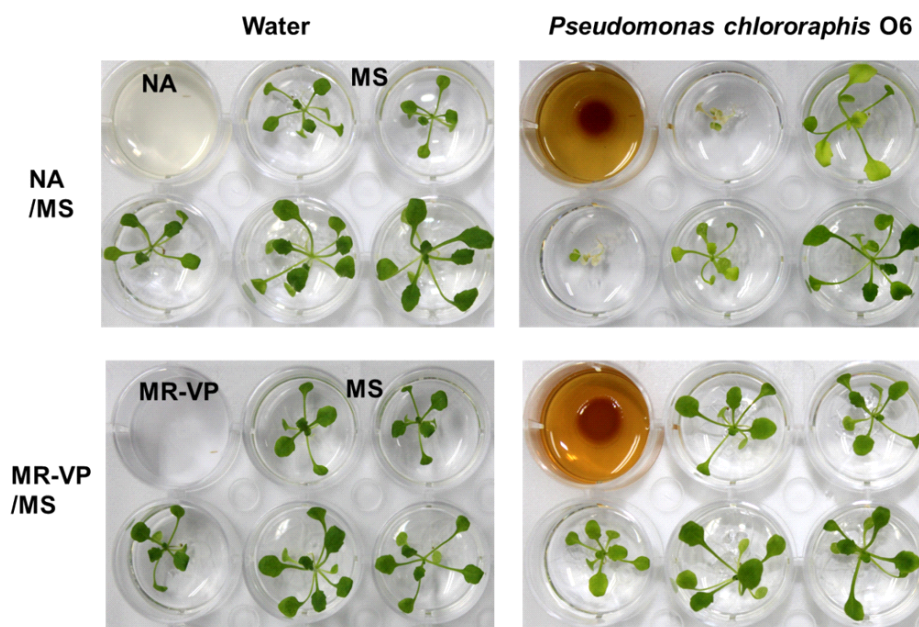 Water
Pseudomonas chlororaphis O6
NA
MS
NA
/MS
MR-VP
MS
MR-VP
/MS